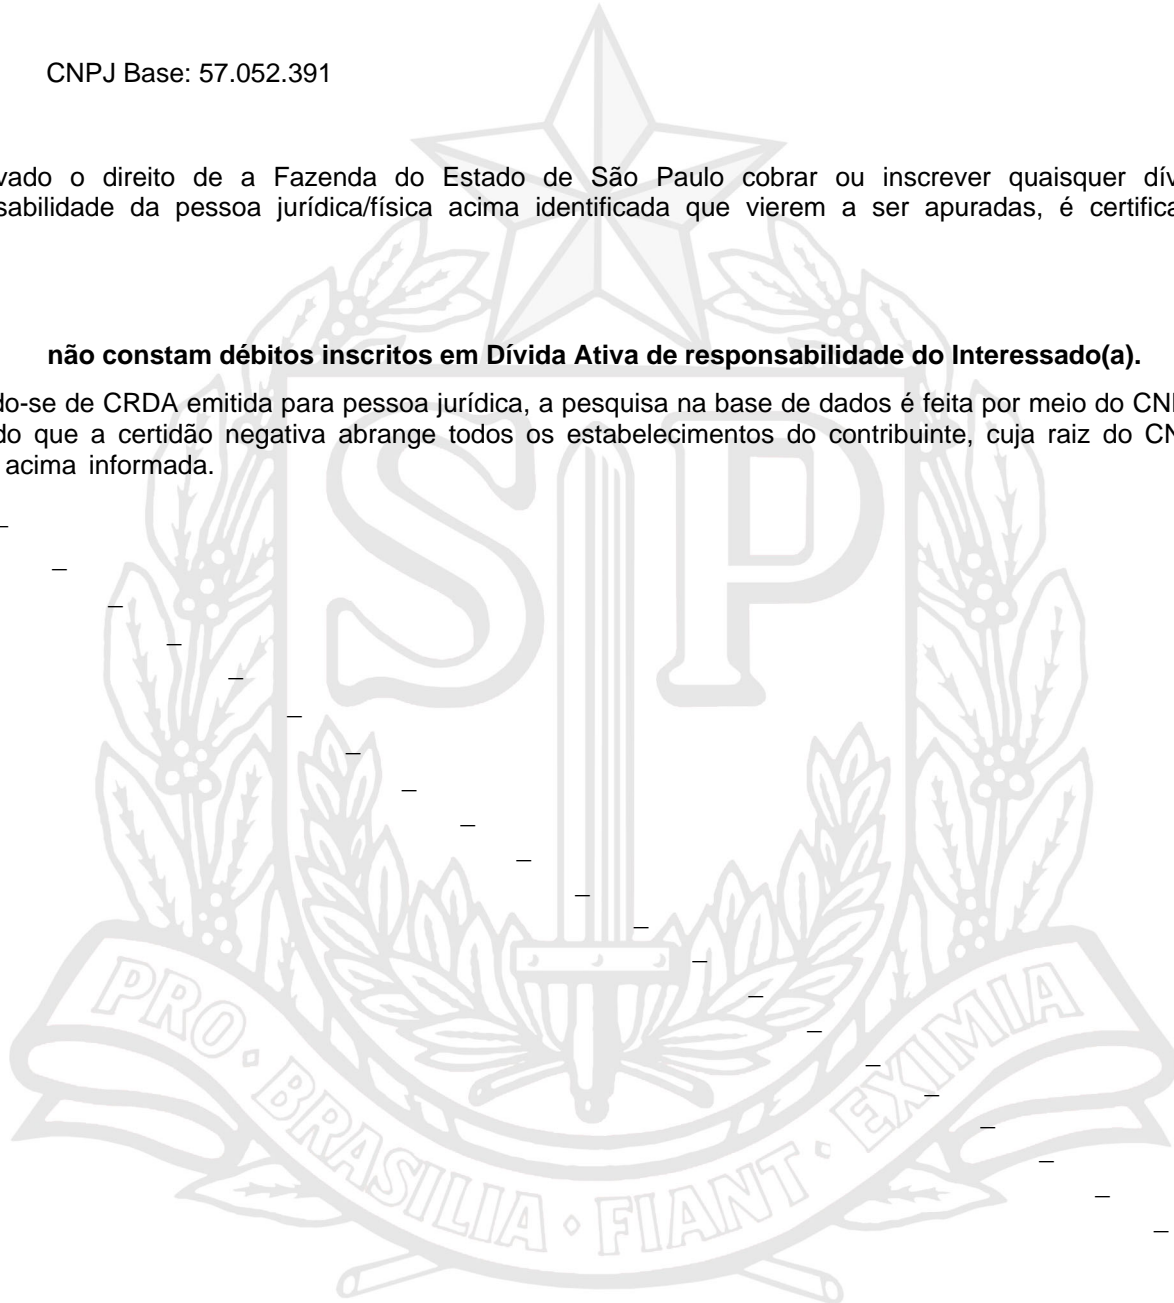 CNPJ Base: 57.052.391
vado o direito de a Fazenda do Estado de São Paulo cobrar ou inscrever quaisquer dív
sabilidade da pessoa jurídica/física acima identificada que vierem a ser apuradas, é certifica
não constam débitos inscritos em Dívida Ativa de responsabilidade do Interessado(a).
do-se de CRDA emitida para pessoa jurídica, a pesquisa na base de dados é feita por meio do CN
do que a certidão negativa abrange todos os estabelecimentos do contribuinte, cuja raiz do CN
acima informada.
SP
PRO • BRASILIA • FIANT • EXIMIA